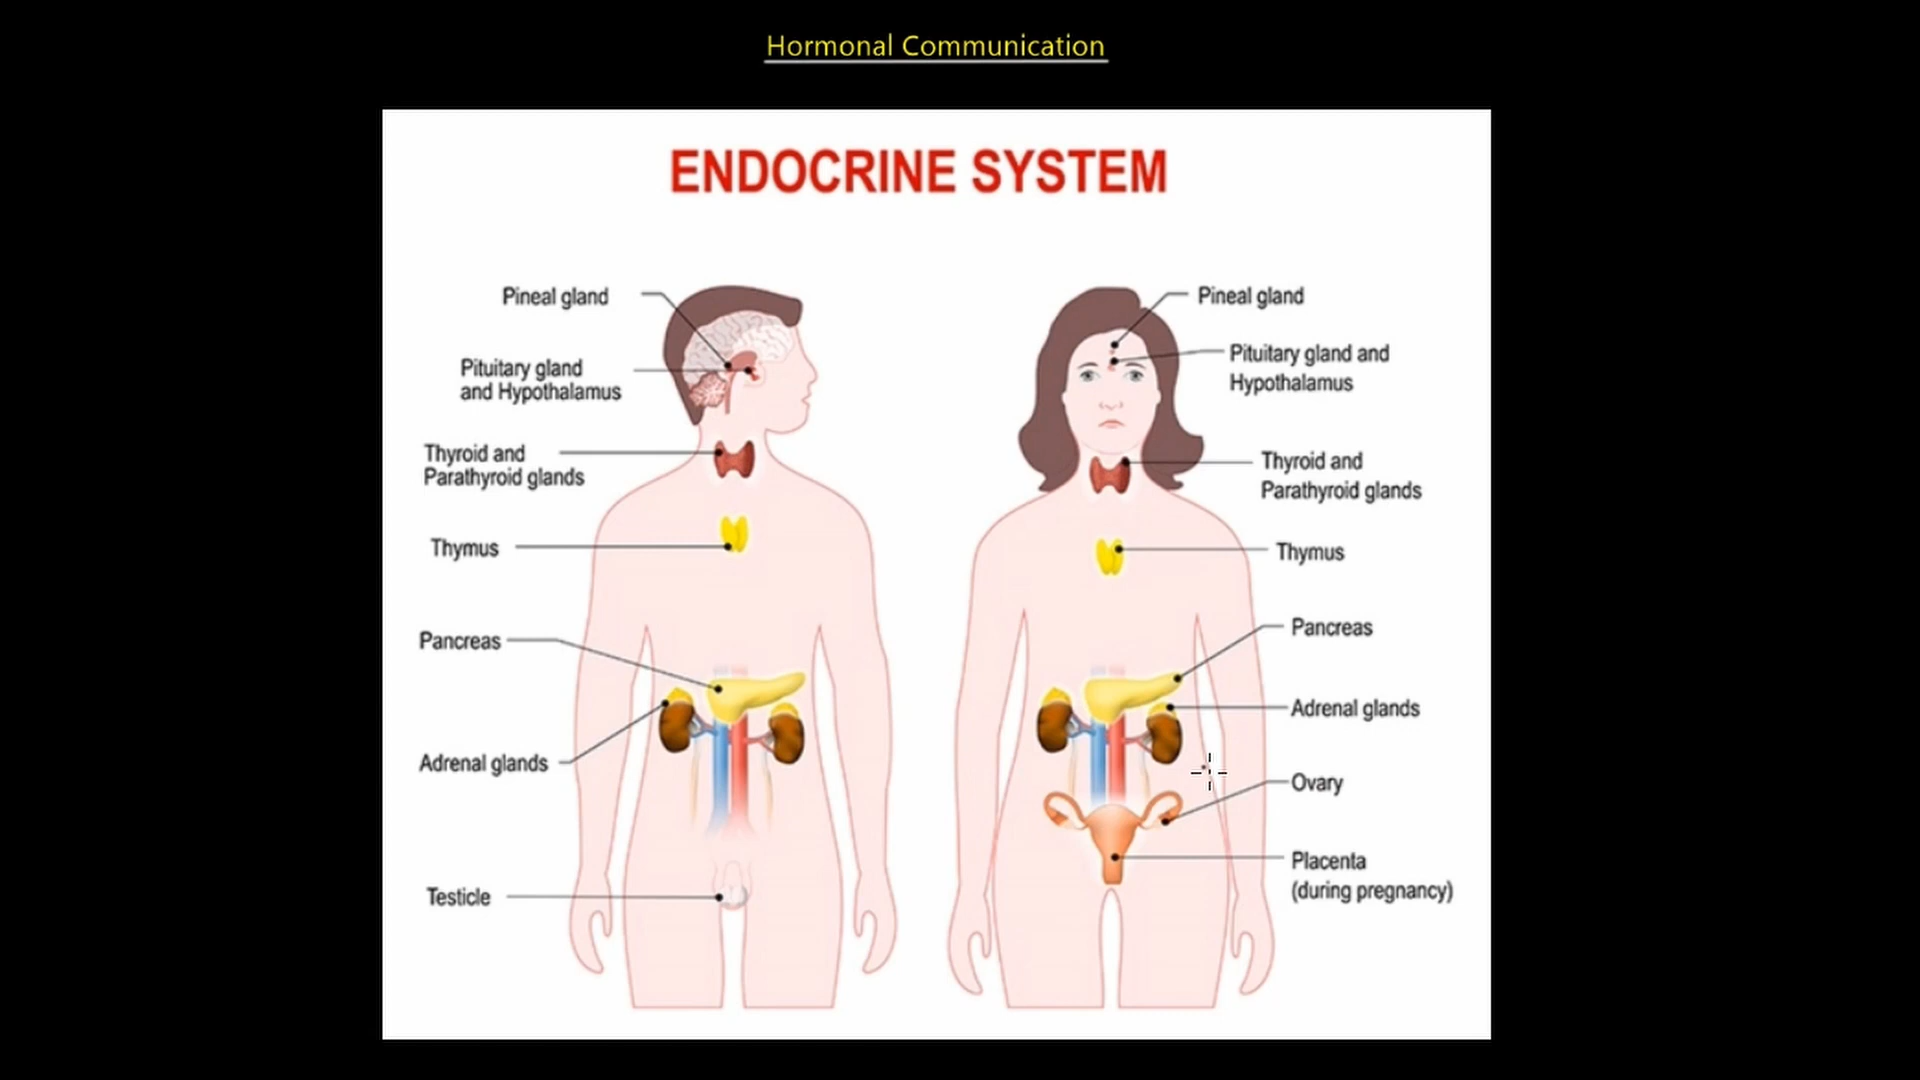 Hormonal Communication
ENDOCRINE SYSTEM
Pineal gland
Pituitary gland
and Hypothalamus
Thyroid and
Parathyroid glands
Thymus
Pancreas
Adrenal glands
Testicle
Pineal gland
Pituitary gland and
Hypothalamus
Thyroid and
Parathyroid glands
Thymus
Pancreas
Adrenal glands
Ovary
Placenta
(during pregnancy)